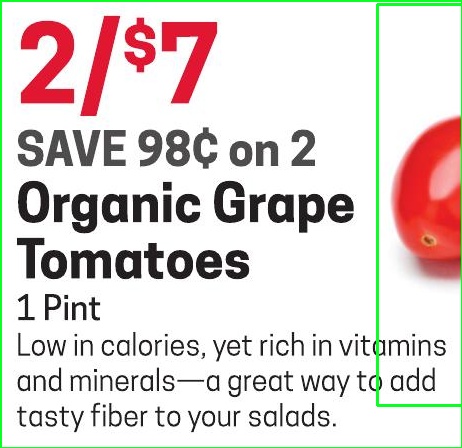 2/$7
SAVE 98¢ on 2
Organic Grape
Tomatoes
1 Pint
Low in calories, yet rich in vitamins
and minerals—a great way to add
tasty fiber to your salads.